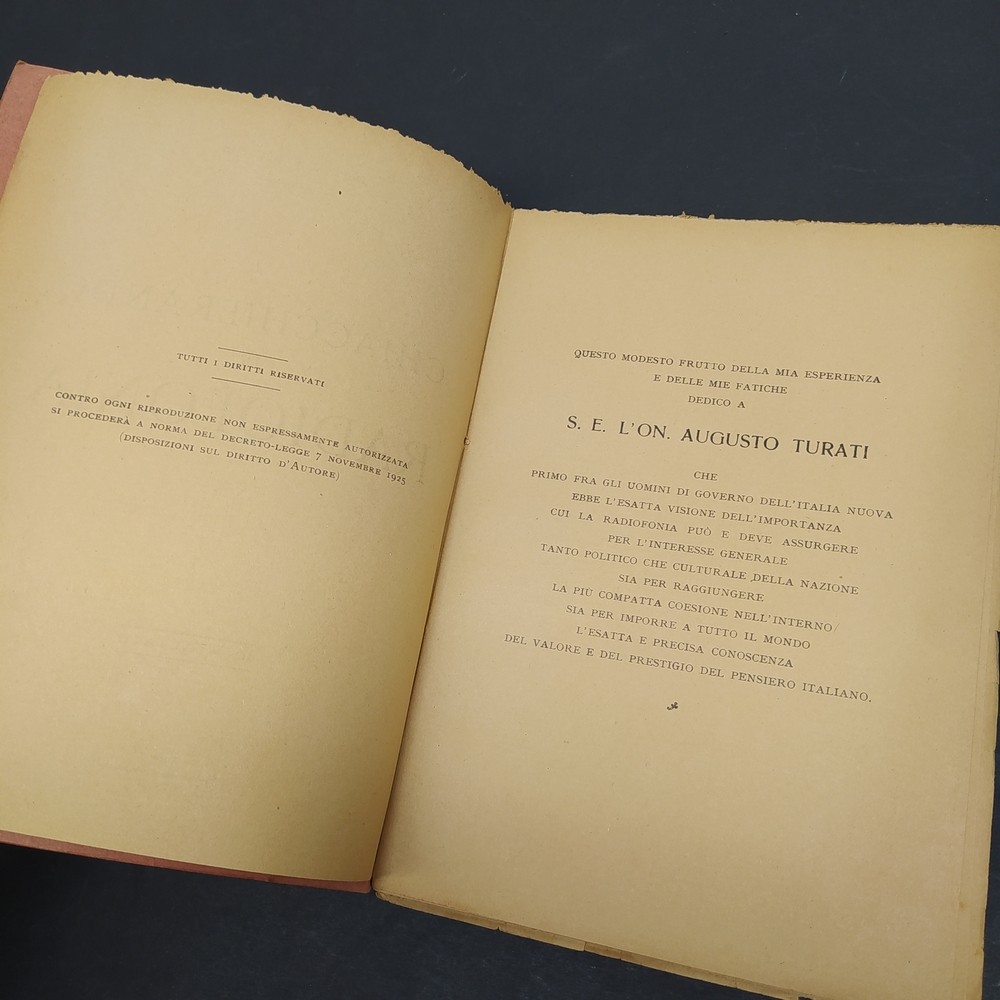 TUTTI I DIRITTI RISERVATI
CONTRO OGNI RIPRODUZIONE NON ESPRESSAMENTE AUTORIZZATA
SI PROCEDERÀ A NORMA DEL DECRETO-LEGGE 7 NOVEMBRE 1925
(DISPOSIZIONI SUL DIRITTO D'AUTORE)
QUESTO MODESTO FRUTTO DELLA MIA ESPERIENZA
E DELLE MIE FATICHE
DEDICO A
S. E. L'ON. AUGUSTO TURATI
CHE
PRIMO FRA GLI UOMINI DI GOVERNO DELL'ITALIA NUOVA
EBBE L'ESATTA VISIONE DELL'IMPORTANZA
CUI LA RADIOFONIA PUÒ E DEVE ASSURGERE
PER L'INTERESSE GENERALE
TANTO POLITICO CHE CULTURALE DELLA NAZIONE
SIA PER RAGGIUNGERE
LA PIÙ COMPATTA COESIONE NELL'INTERNO
SIA PER IMPORRE A TUTTO IL MONDO
L'ESATTA E PRECISA CONOSCENZA
DEL VALORE E DEL PRESTIGIO DEL PENSIERO ITALIANO.